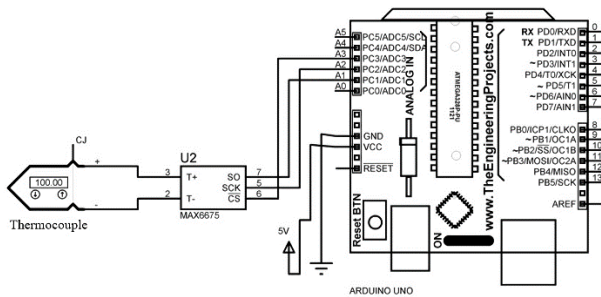 CJ
+
100.00
-
Thermocouple
U2
3 T+ SO 7
SCK 5
2 T- CS 6
MAX6675
5V
A5 PC5/ADC5/SCL
A4 PC4/ADC4/SDA
A3 PC3/ADC3
A2 PC2/ADC2
A1 PC1/ADC1
A0 PC0/ADC0
ANALOG IN
GND
VCC
RESET
Reset BTN
ON
ATMEGA328P-PU
1121
www.TheEngineeringProjects.com
RX PD0/RXD 0
TX PD1/TXD 1
PD2/INT0 2
~PD3/INT1 3
PD4/T0/XCK 4
~PD5/T1 5
~PD6/AIN0 6
PD7/AIN1 7
PB0/ICP1/CLKO 8
~PB1/OC1A 9
~PB2/SS/OC1B 10
~PB3/MOSI/OC2A 11
PB4/MISO 12
PB5/SCK 13
AREF
ARDUINO UNO